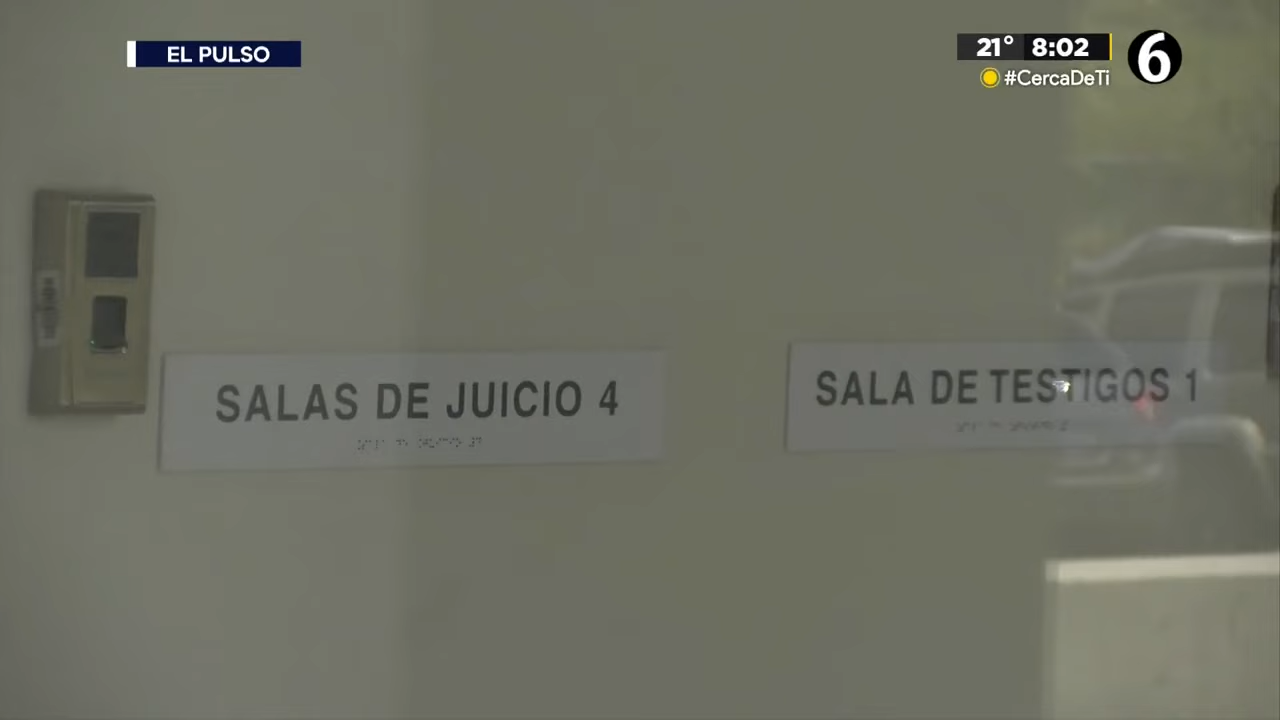 EL PULSO
21° 8:02
6
#CercaDeTi
SALAS DE JUICIO 4
SALA DE TESTIGOS 1